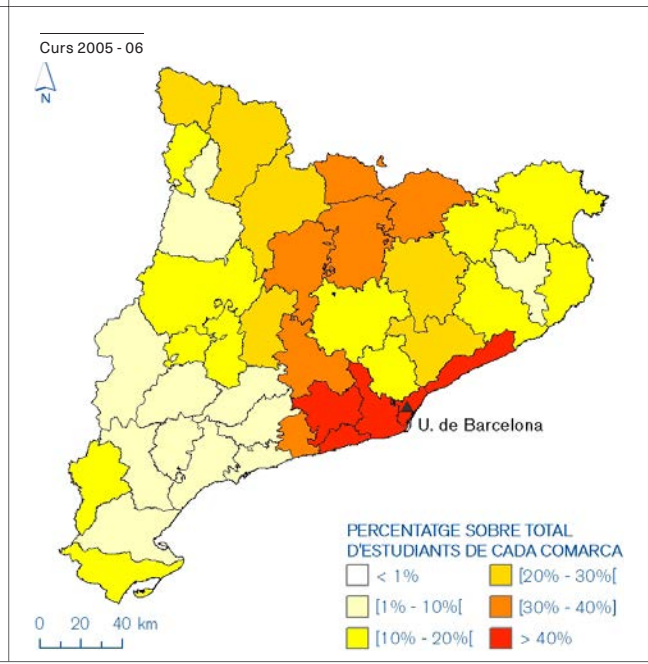 Curs 2005 - 06
N
U. de Barcelona
PERCENTATGE SOBRE TOTAL
D'ESTUDIANTS DE CADA COMARCA
< 1%
[20% - 30%[
[1% - 10%[
[30% - 40%]
[10% - 20%[
> 40%
0 20 40 km